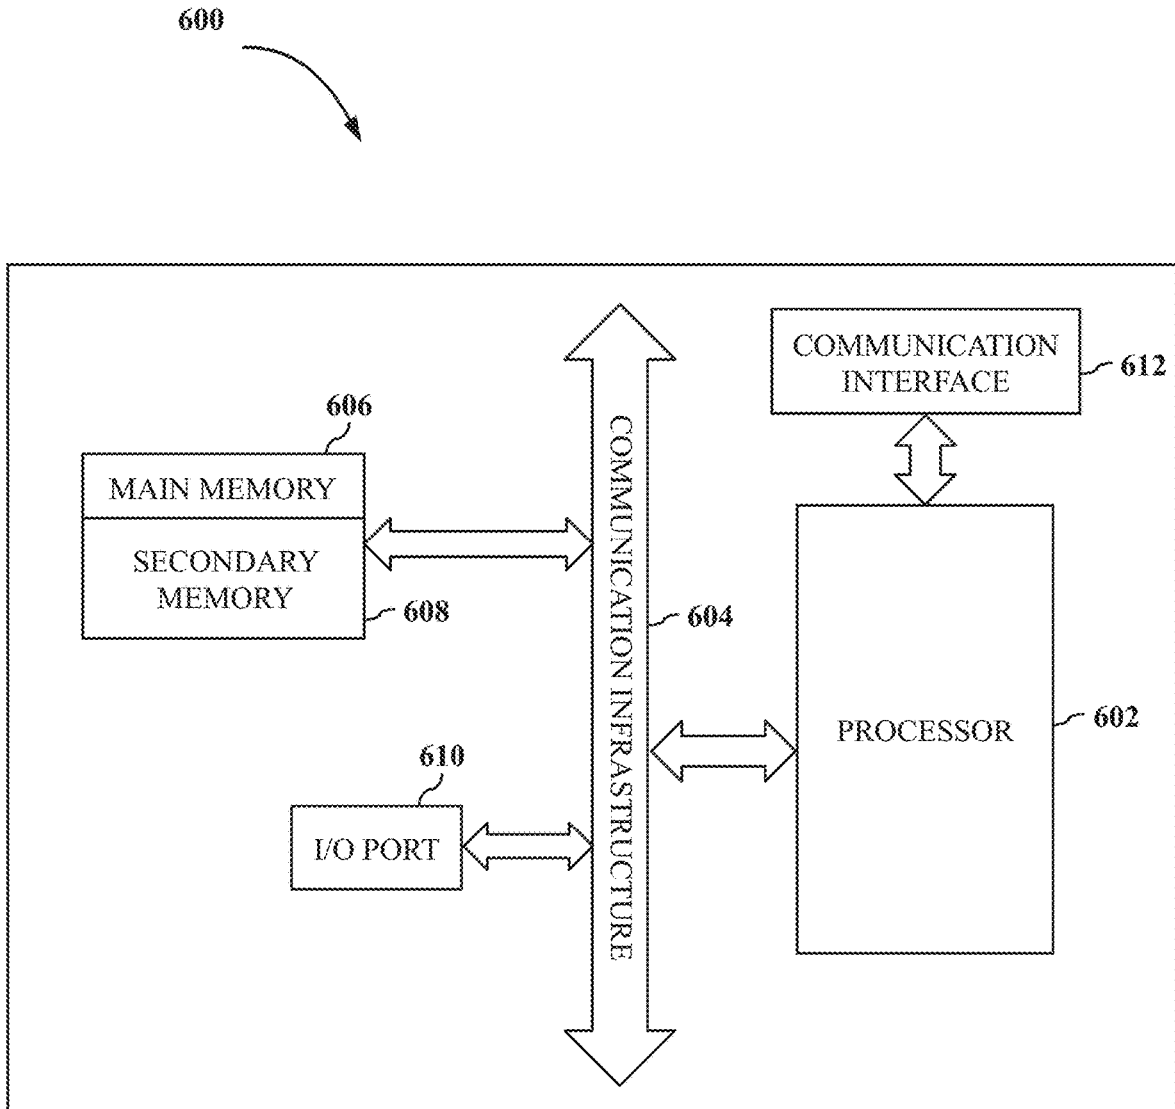 600
COMMUNICATION
INTERFACE
612
606
MAIN MEMORY
SECONDARY
MEMORY
608
COMMUNICATION INFRASTRUCTURE
604
PROCESSOR
602
610
I/O PORT